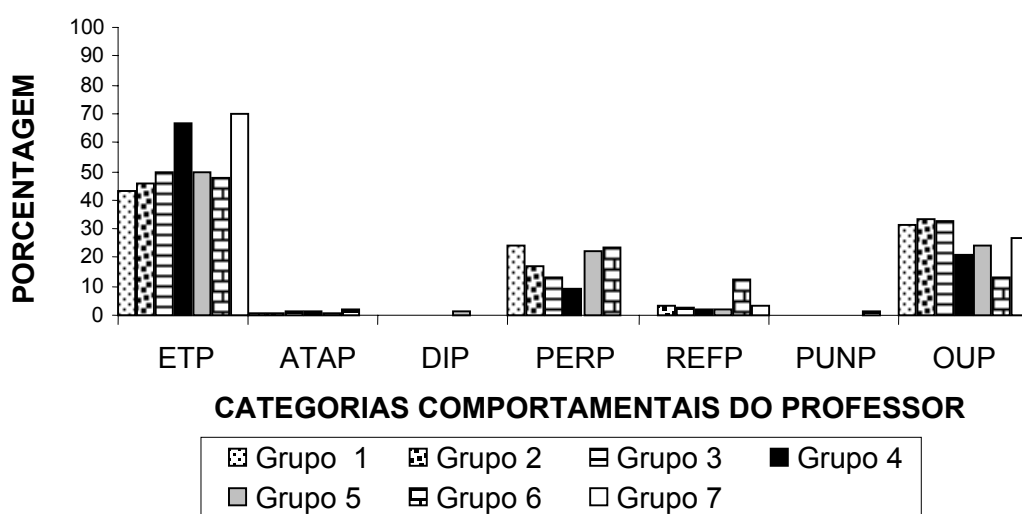 PORCENTAGEM
100
90
80
70
60
50
40
30
20
10
0
ETP ATAP DIP PERP REFP PUNP OUP
CATEGORIAS COMPORTAMENTAIS DO PROFESSOR
Grupo 1 Grupo 2 Grupo 3 Grupo 4
Grupo 5 Grupo 6 Grupo 7